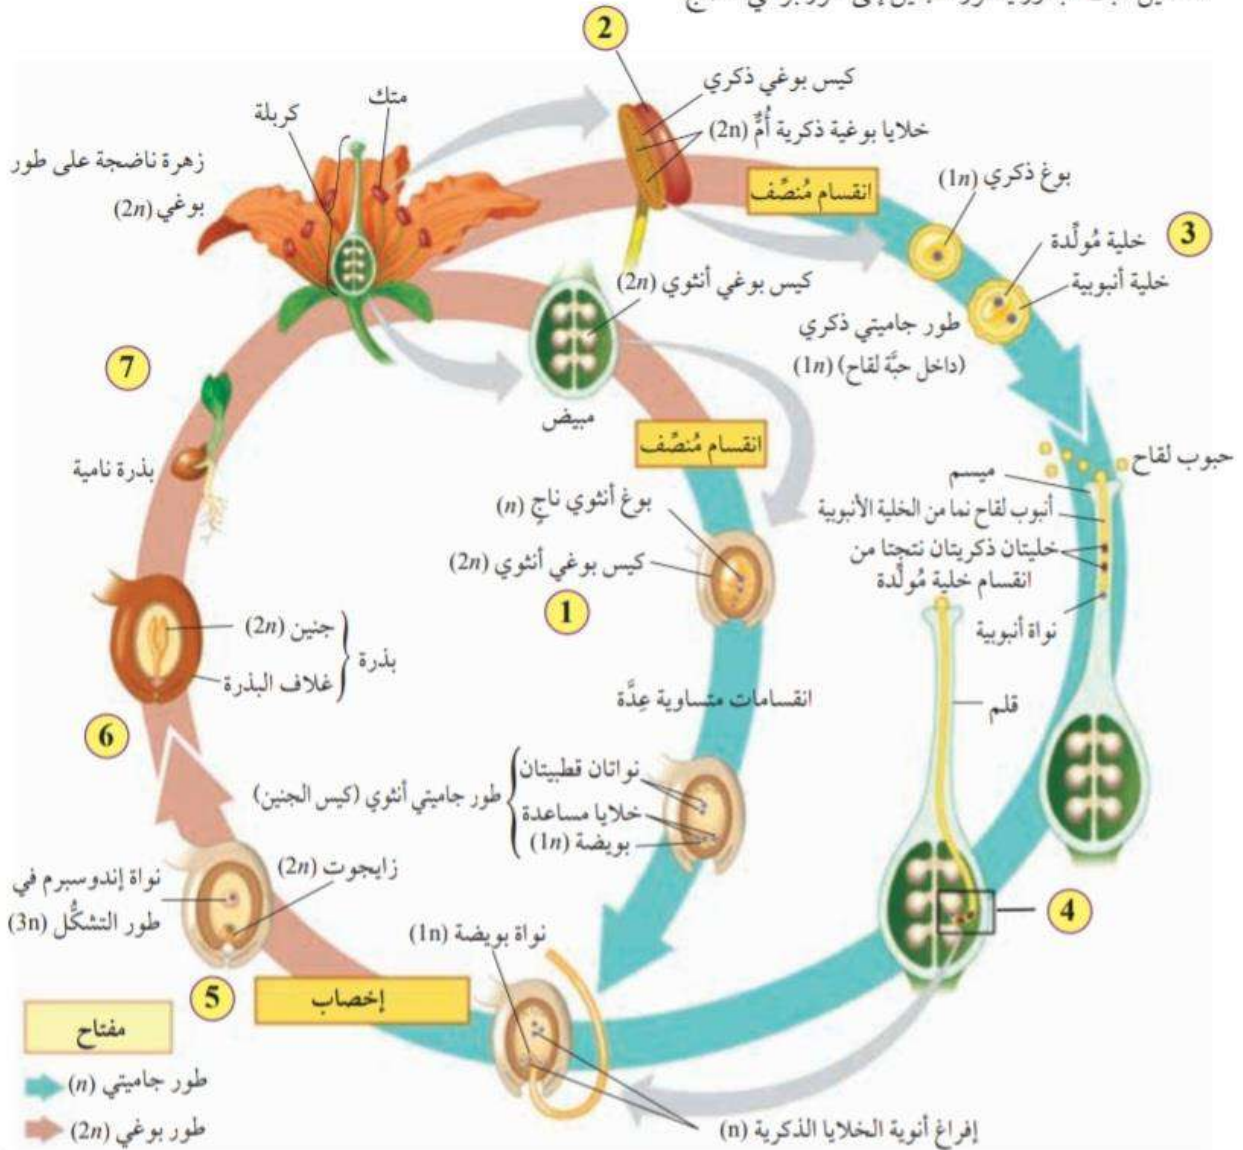 2
كيس بوغي ذكري
خلايا بوغية ذكرية أُمٌّ (2n)
متك
كربلة
زهرة ناضجة على طور
بوغي (2n)
انقسام مُنصِّف
بوغ ذكري (1n)
3
خلية مُولِّدة
خلية أنبوبية
طور جاميتي ذكري
(داخل حبَّة لقاح) (1n)
كيس بوغي أنثوي (2n)
مبيض
انقسام مُنصِّف
7
بذرة نامية
حبوب لقاح
ميسم
أنبوب لقاح نما من الخلية الأنبوبية
خليتان ذكريتان نتجتا من
انقسام خلية مُولِّدة
نواة أنبوبية
بوغ أنثوي ناجٍ (n)
كيس بوغي أنثوي (2n)
1
جنين (2n)
غلاف البذرة
بذرة
انقسامات متساوية عِدَّة
قلم
6
نواتان قطبيتان
خلايا مساعدة
بويضة (1n)
طور جاميتي أنثوي (كيس الجنين)
زايجوت (2n)
نواة إندوسبرم في
طور التشكُّل (3n)
4
نواة بويضة (1n)
5
إخصاب
مفتاح
طور جاميتي (n)
طور بوغي (2n)
إفراغ أنوية الخلايا الذكرية (n)